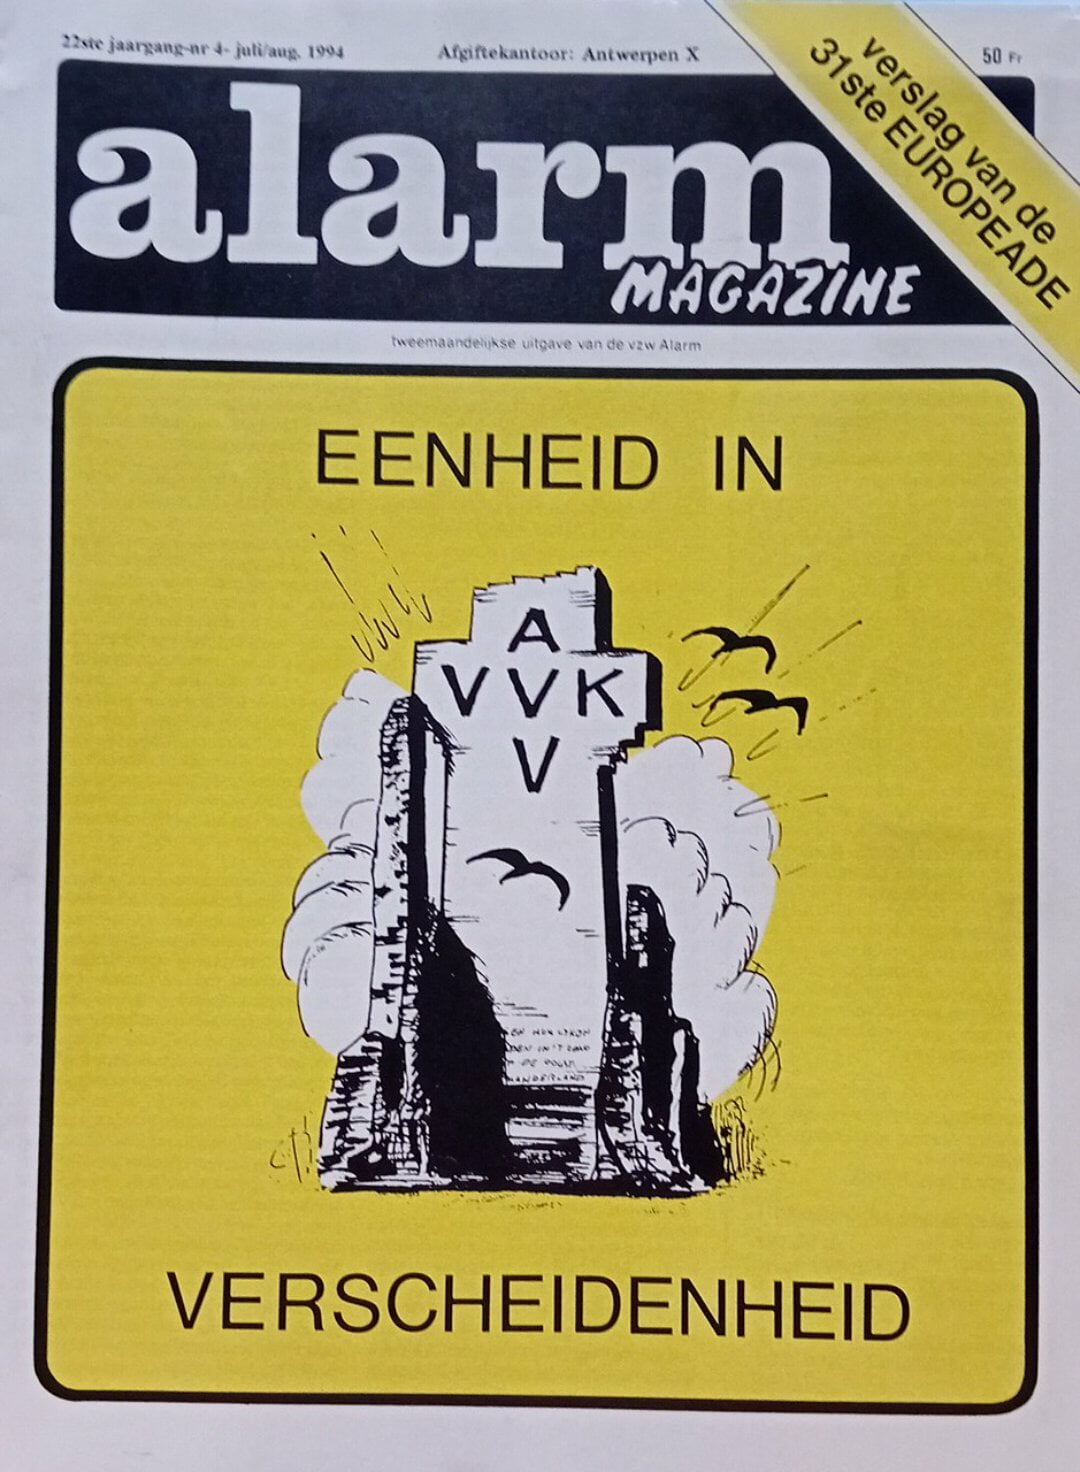 22ste jaargang-nr 4- juli/aug. 1994
Afgiftekantoor: Antwerpen X
50 Fr
verslag van de
31ste EUROPEADE
alarm
MAGAZINE
tweemaandelijkse uitgave van de vzw Alarm
EENHEID IN
A
VVK
V
VERSCHEIDENHEID